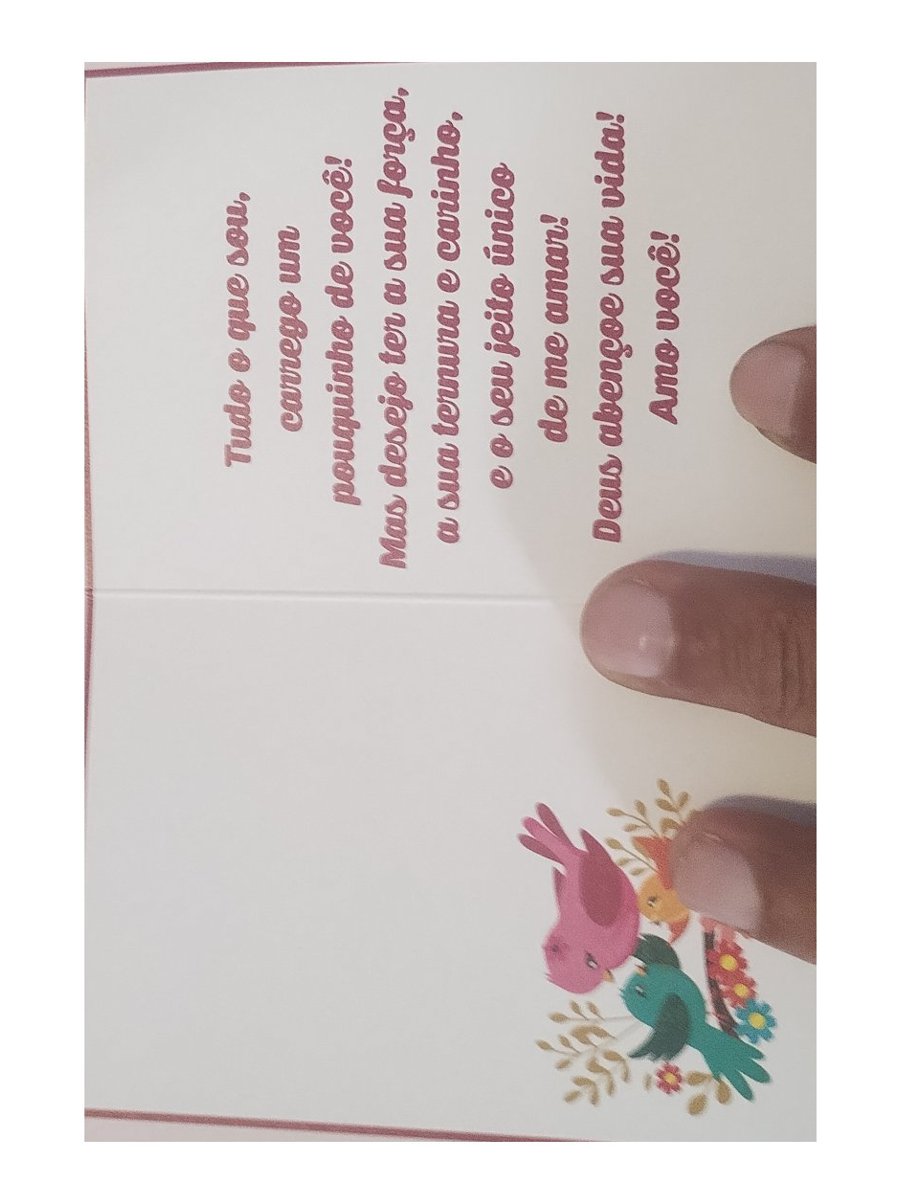 Tudo o que sou,
carrego um
pouquinho de você!
Mas desejo ter a sua força,
a sua ternura e carinho,
e o seu jeito único
de me amar!
Deus abençoe sua vida!
Amo você!